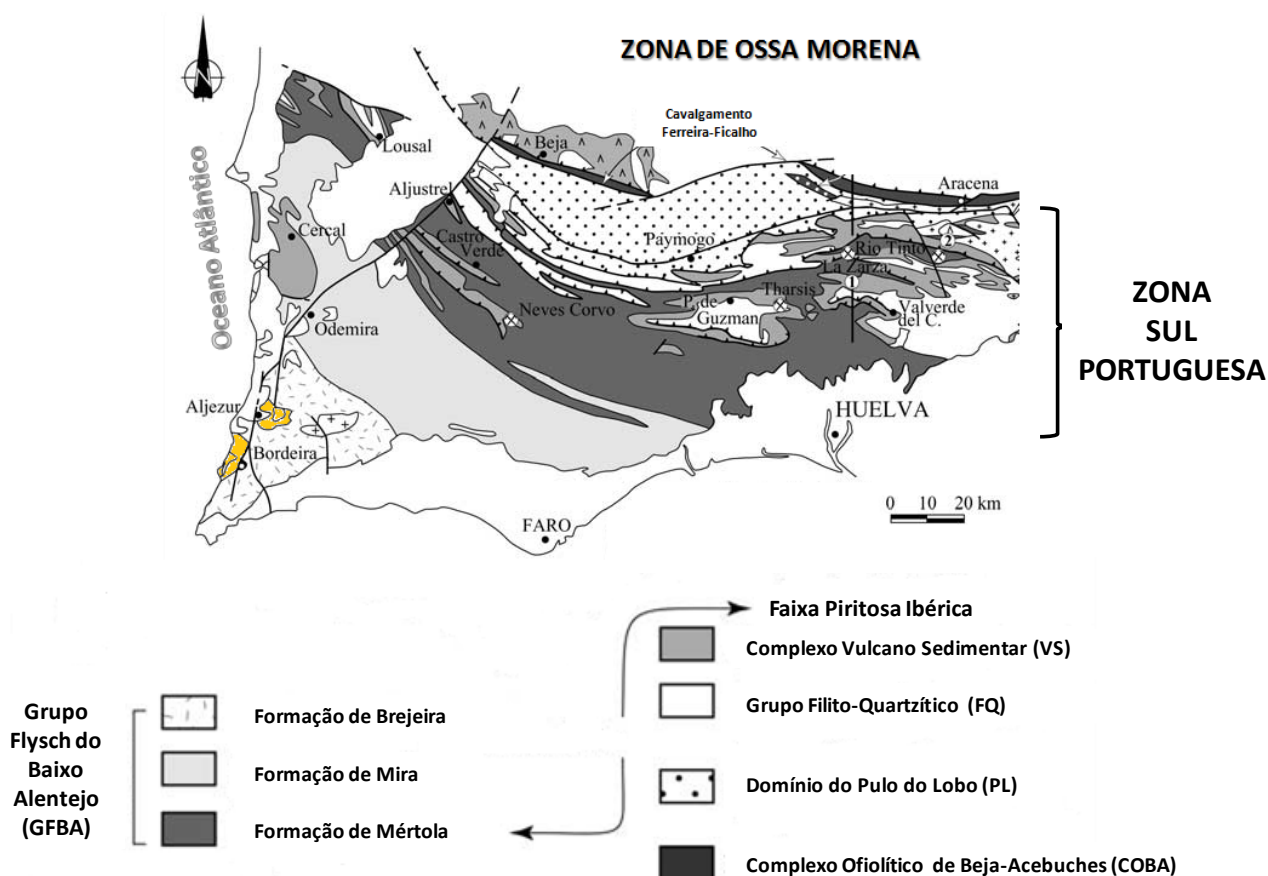 ZONA DE OSSA MORENA
N
Cavalgamento
Ferreira-Ficalho
Lousal
Beja
Aljustrel
Aracena
Oceano Atlântico
Cerçal
Castro
Verde
Paymogo
Rio Tinto
2
La Zarza
1
Tharsis
P. de
Guzman
Neves Corvo
Valverde
del C.
Odemira
Aljezur
Bordeira
HUELVA
FARO
0 10 20 km
ZONA
SUL
PORTUGUESA
Faixa Piritosa Ibérica
Complexo Vulcano Sedimentar (VS)
Grupo Filito-Quartzítico (FQ)
Domínio do Pulo do Lobo (PL)
Complexo Ofiolítico de Beja-Acebuches (COBA)
Grupo
Flysch do
Baixo
Alentejo
(GFBA)
Formação de Brejeira
Formação de Mira
Formação de Mértola